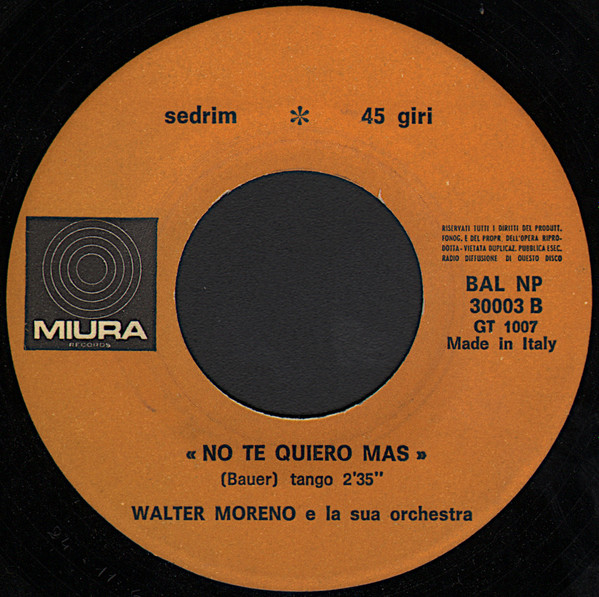 sedrim * 45 giri
RISERVATI TUTTI I DIRITTI DEL PRODUTT.
FONOG. E DEL PROPR. DELL'OPERA RIPRO-
DOTTA - VIETATA DUPLICAZ. PUBBLICA ESEC.
RADIO DIFFUSIONE DI QUESTO DISCO
MIURA
RECORDS
BAL NP
30003 B
GT 1007
Made in Italy
« NO TE QUIERO MAS »
(Bauer) tango 2'35"
WALTER MORENO e la sua orchestra